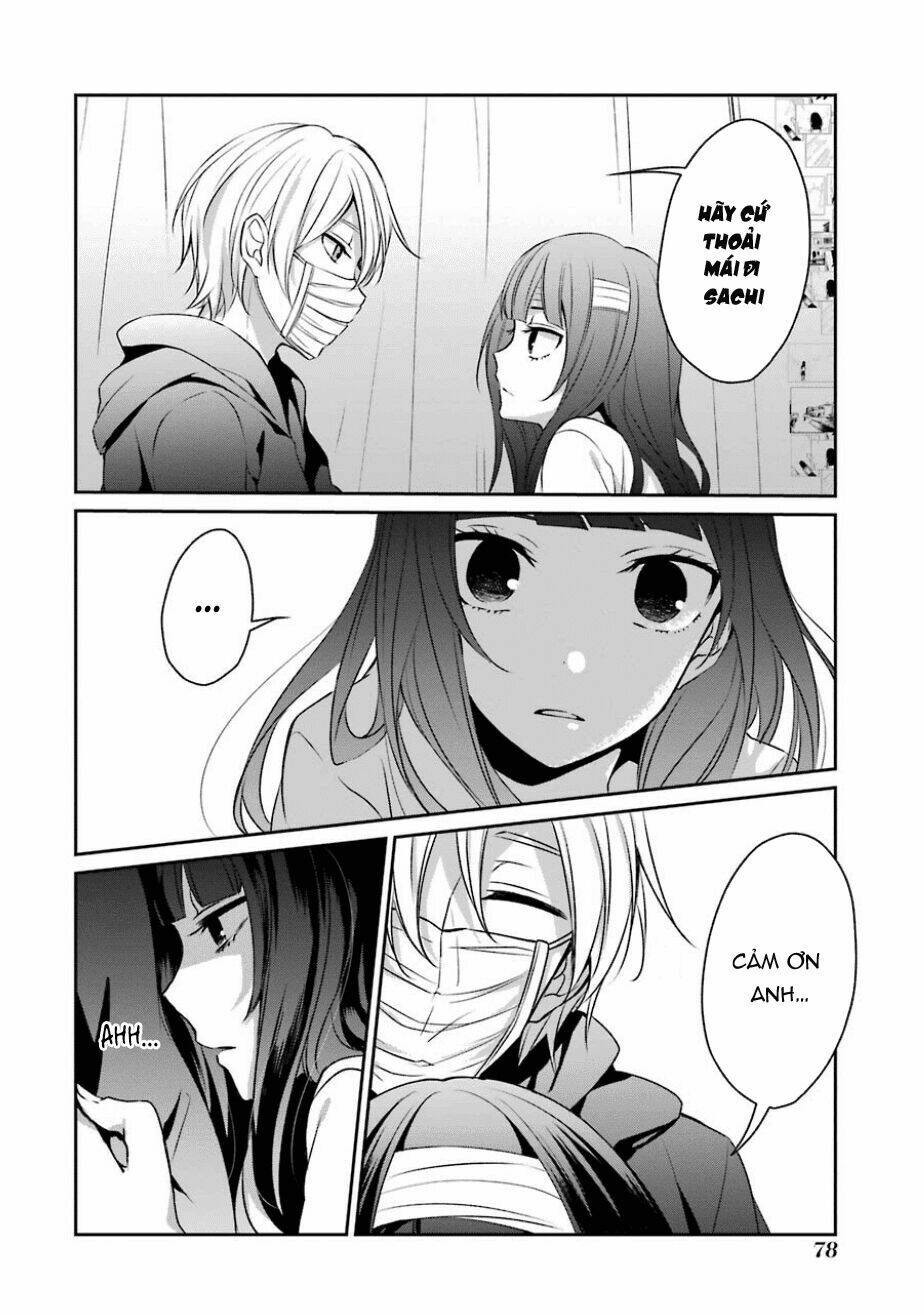 HÃY CỨ
THOẢI
MÁI ĐI
SACHI
...
CẢM ƠN
ANH...
AHH...
78